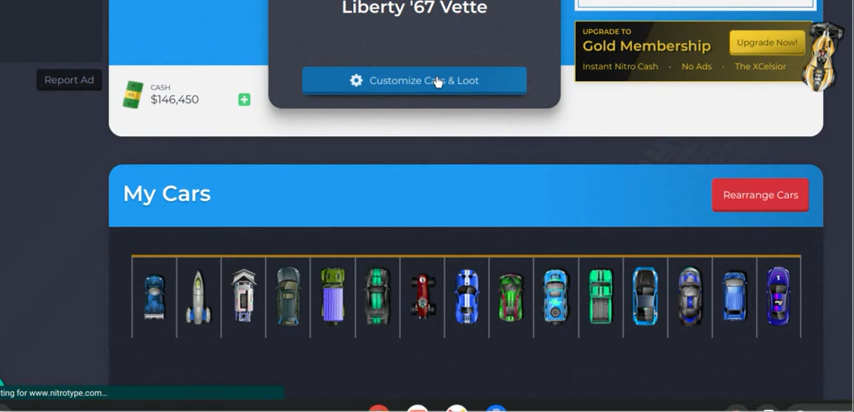 Liberty '67 Vette
UPGRADE TO
Gold Membership
Upgrade Now!
Instant Nitro Cash · No Ads · The XCelsior
Report Ad
Customize Cars & Loot
CASH
$146,450
My Cars
Rearrange Cars
ting for www.nitrotype.com...